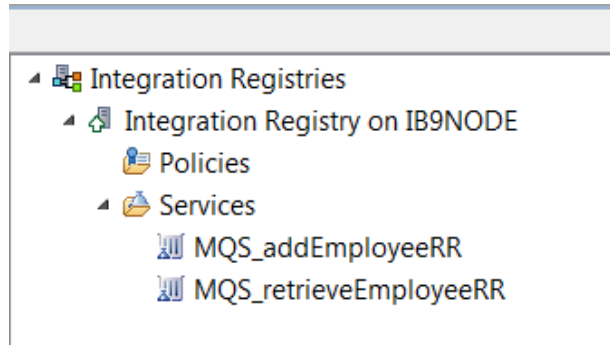 Integration Registries
Integration Registry on IB9NODE
Policies
Services
MQS_addEmployeeRR
MQS_retrieveEmployeeRR